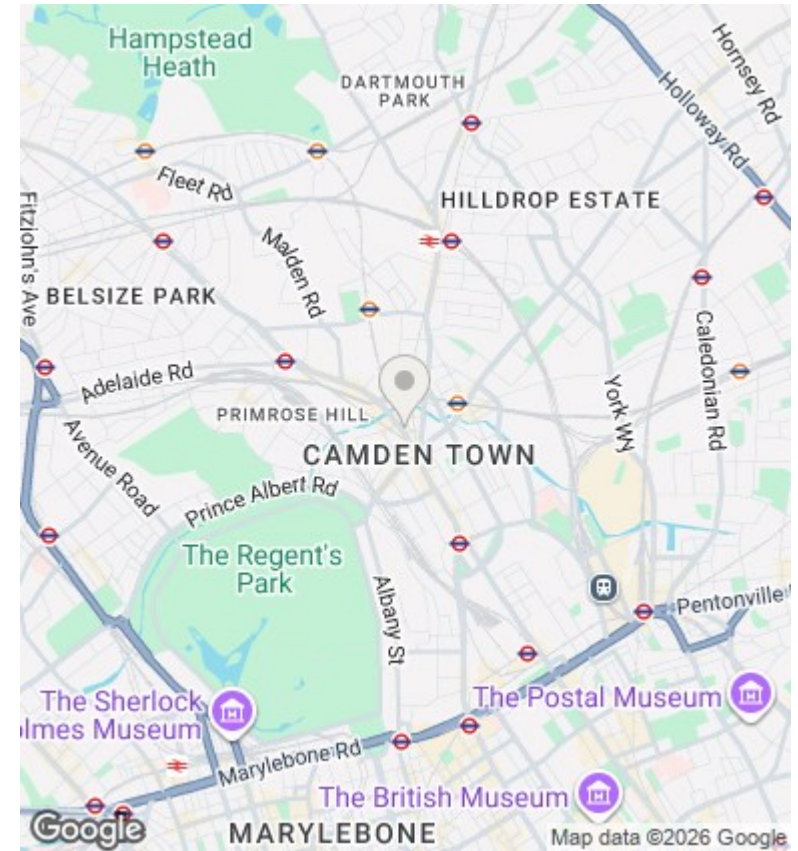 Hampstead
Heath
DARTMOUTH
PARK
Hornsey Rd
Holloway Rd
Fleet Rd
HILLDROP ESTATE
Fitzjohn's Ave
Malden Rd
BELSIZE PARK
Caledonian Rd
Adelaide Rd
York Wy
PRIMROSE HILL
Avenue Road
CAMDEN TOWN
Prince Albert Rd
The Regent's
Park
Albany St
Pentonville
The Sherlock
olmes Museum
The Postal Museum
Marylebone Rd
The British Museum
Google
MARYLEBONE
Map data ©2026 Google